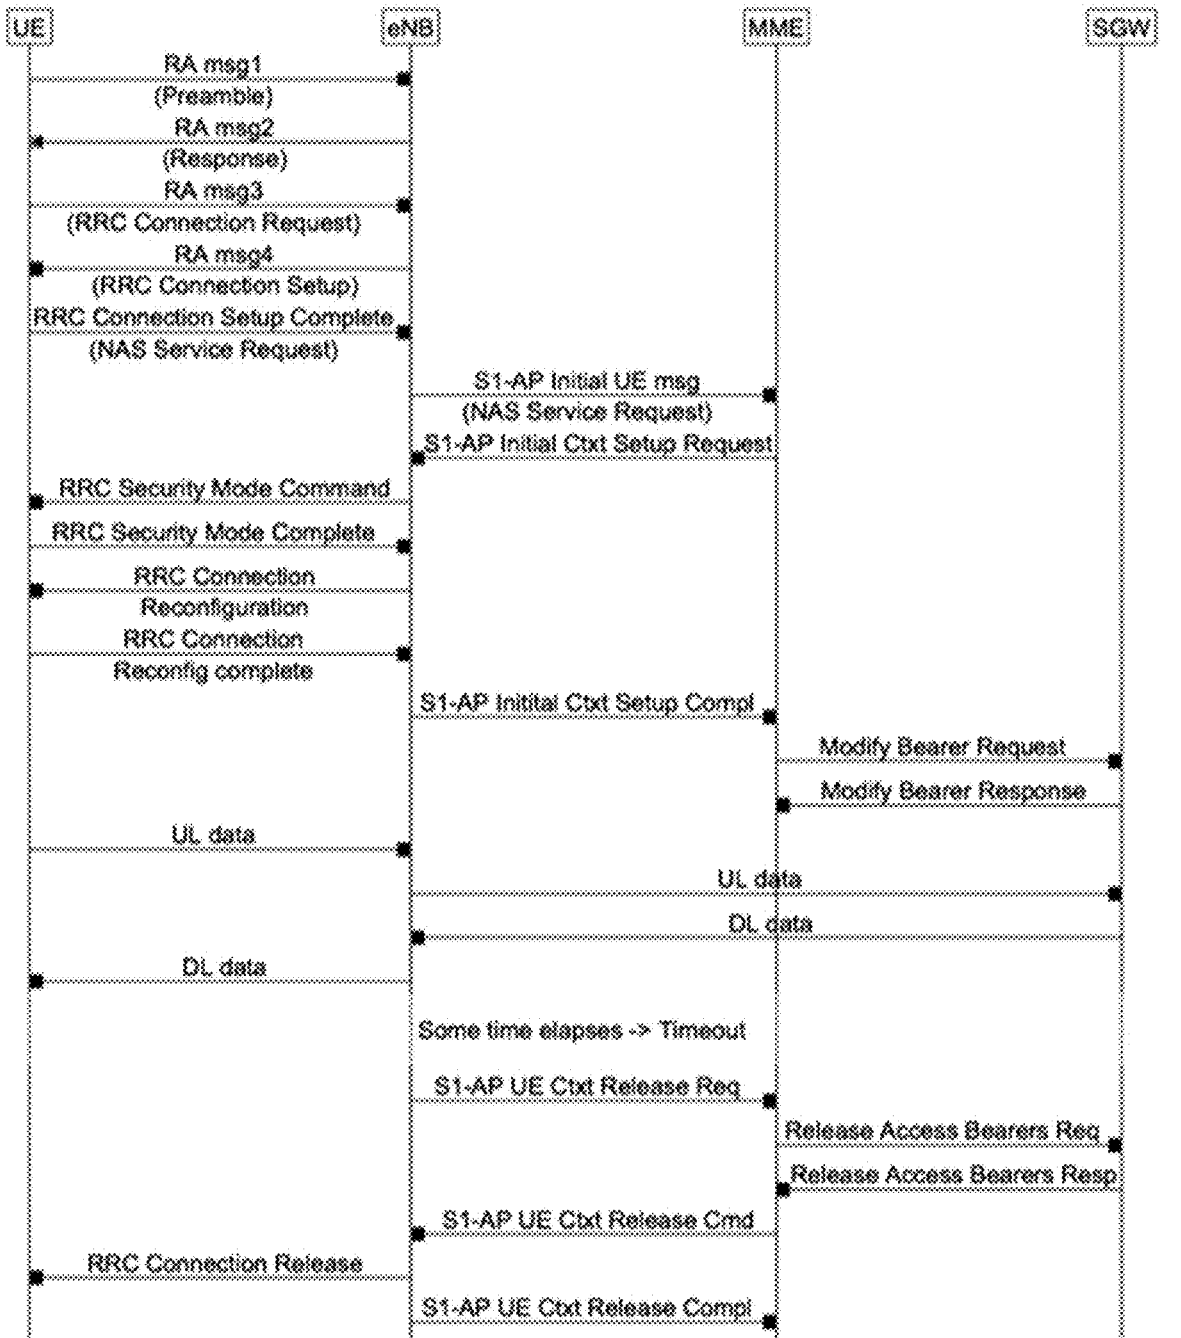 UE eNB MME SGW
RA msg1
(Preamble)
RA msg2
(Response)
RA msg3
(RRC Connection Request)
RA msg4
(RRC Connection Setup)
RRC Connection Setup Complete
(NAS Service Request)
S1-AP Initial UE msg
(NAS Service Request)
S1-AP Initial Ctxt Setup Request
RRC Security Mode Command
RRC Security Mode Complete
RRC Connection
Reconfiguration
RRC Connection
Reconfig complete
S1-AP Initital Ctxt Setup Compl
Modify Bearer Request
Modify Bearer Response
UL data
UL data
DL data
DL data
Some time elapses -> Timeout
S1-AP UE Ctxt Release Req
Release Access Bearers Req
Release Access Bearers Resp
S1-AP UE Ctxt Release Cmd
RRC Connection Release
S1-AP UE Ctxt Release Compl